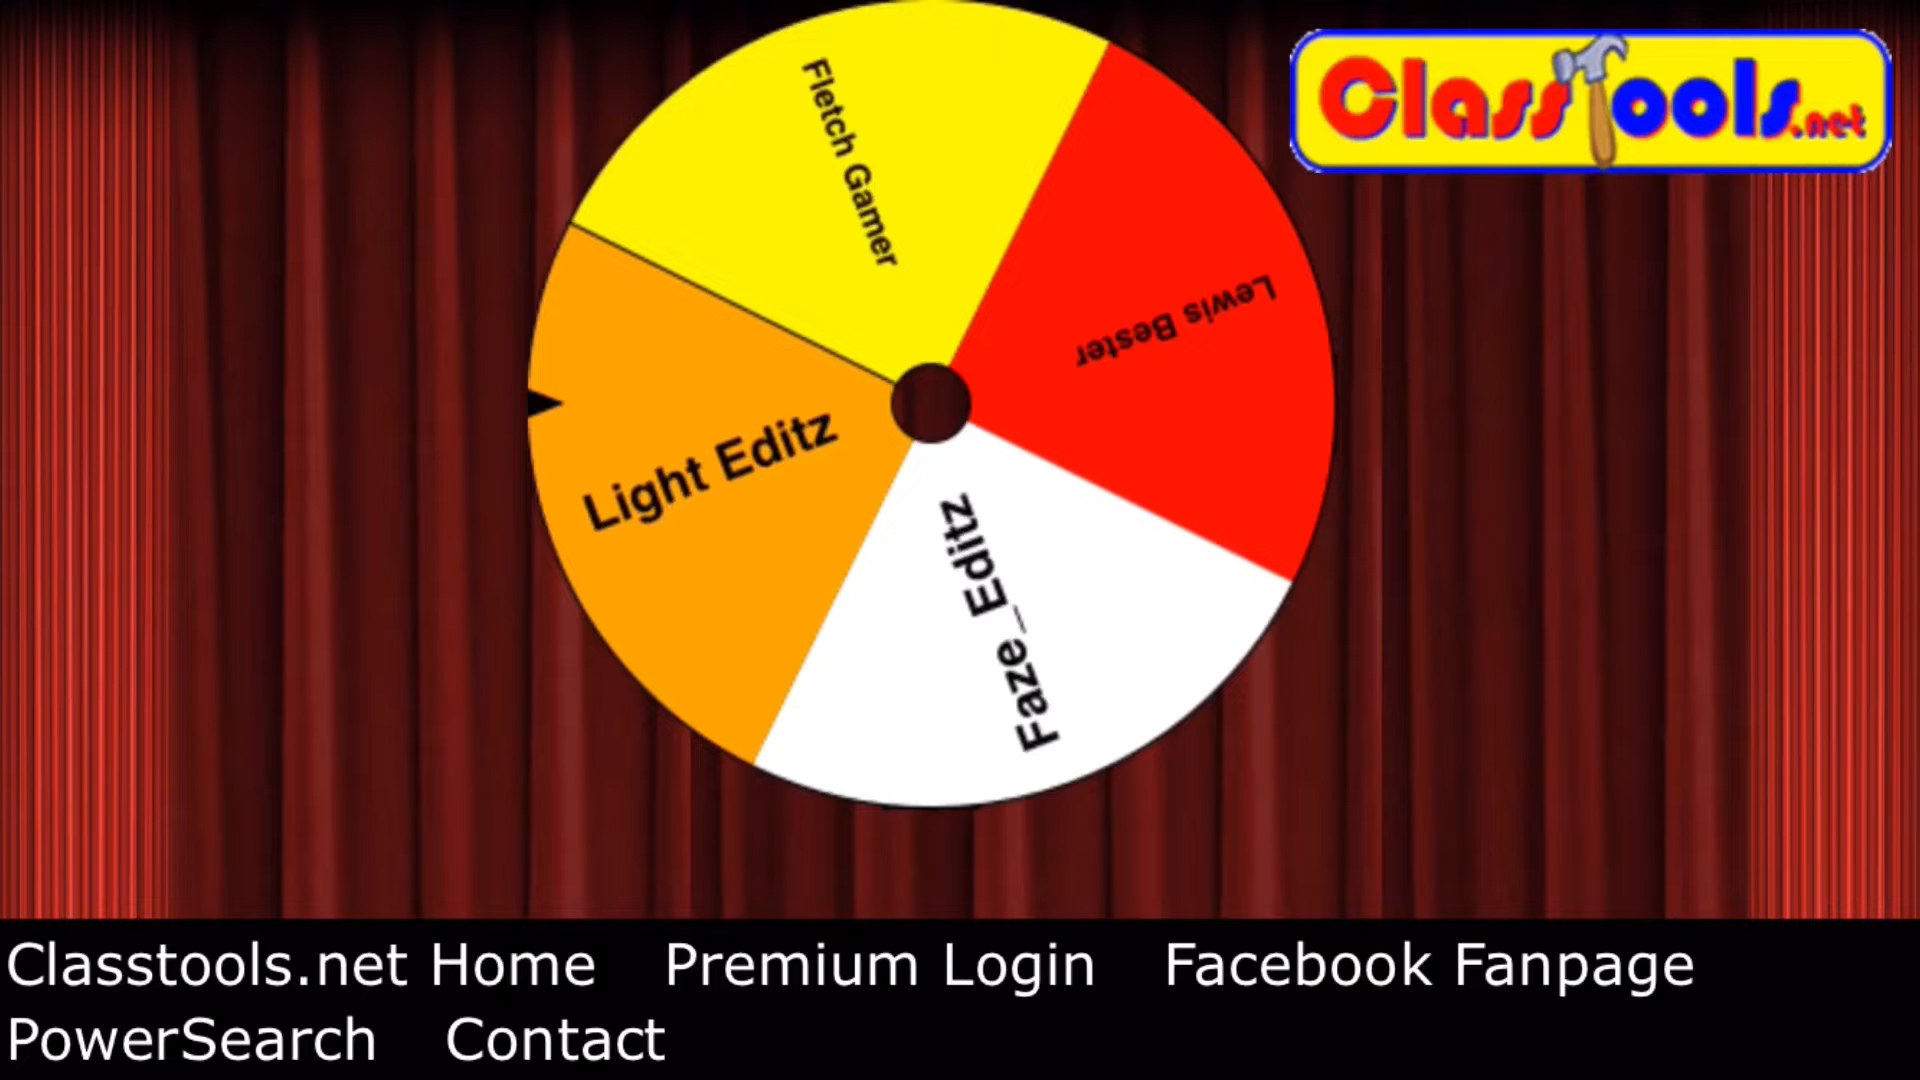 ClassTools.net
Fletch Gamer
Lewis Bester
Light Editz
Faze_Editz
Classtools.net Home Premium Login Facebook Fanpage
PowerSearch Contact